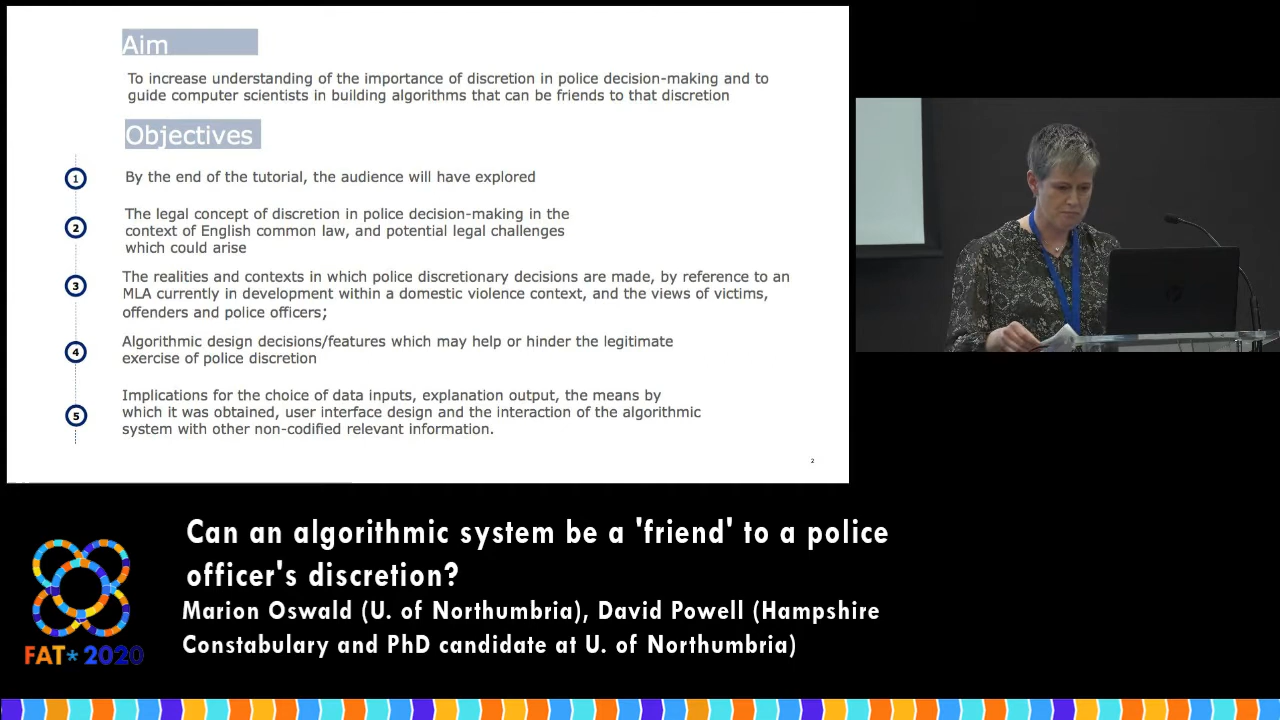 Aim
To increase understanding of the importance of discretion in police decision-making and to
guide computer scientists in building algorithms that can be friends to that discretion
Objectives
1 By the end of the tutorial, the audience will have explored
2 The legal concept of discretion in police decision-making in the
context of English common law, and potential legal challenges
which could arise
3 The realities and contexts in which police discretionary decisions are made, by reference to an
MLA currently in development within a domestic violence context, and the views of victims,
offenders and police officers;
4 Algorithmic design decisions/features which may help or hinder the legitimate
exercise of police discretion
5 Implications for the choice of data inputs, explanation output, the means by
which it was obtained, user interface design and the interaction of the algorithmic
system with other non-codified relevant information.
2
Can an algorithmic system be a 'friend' to a police
officer's discretion?
Marion Oswald (U. of Northumbria), David Powell (Hampshire
Constabulary and PhD candidate at U. of Northumbria)
FAT* 2020